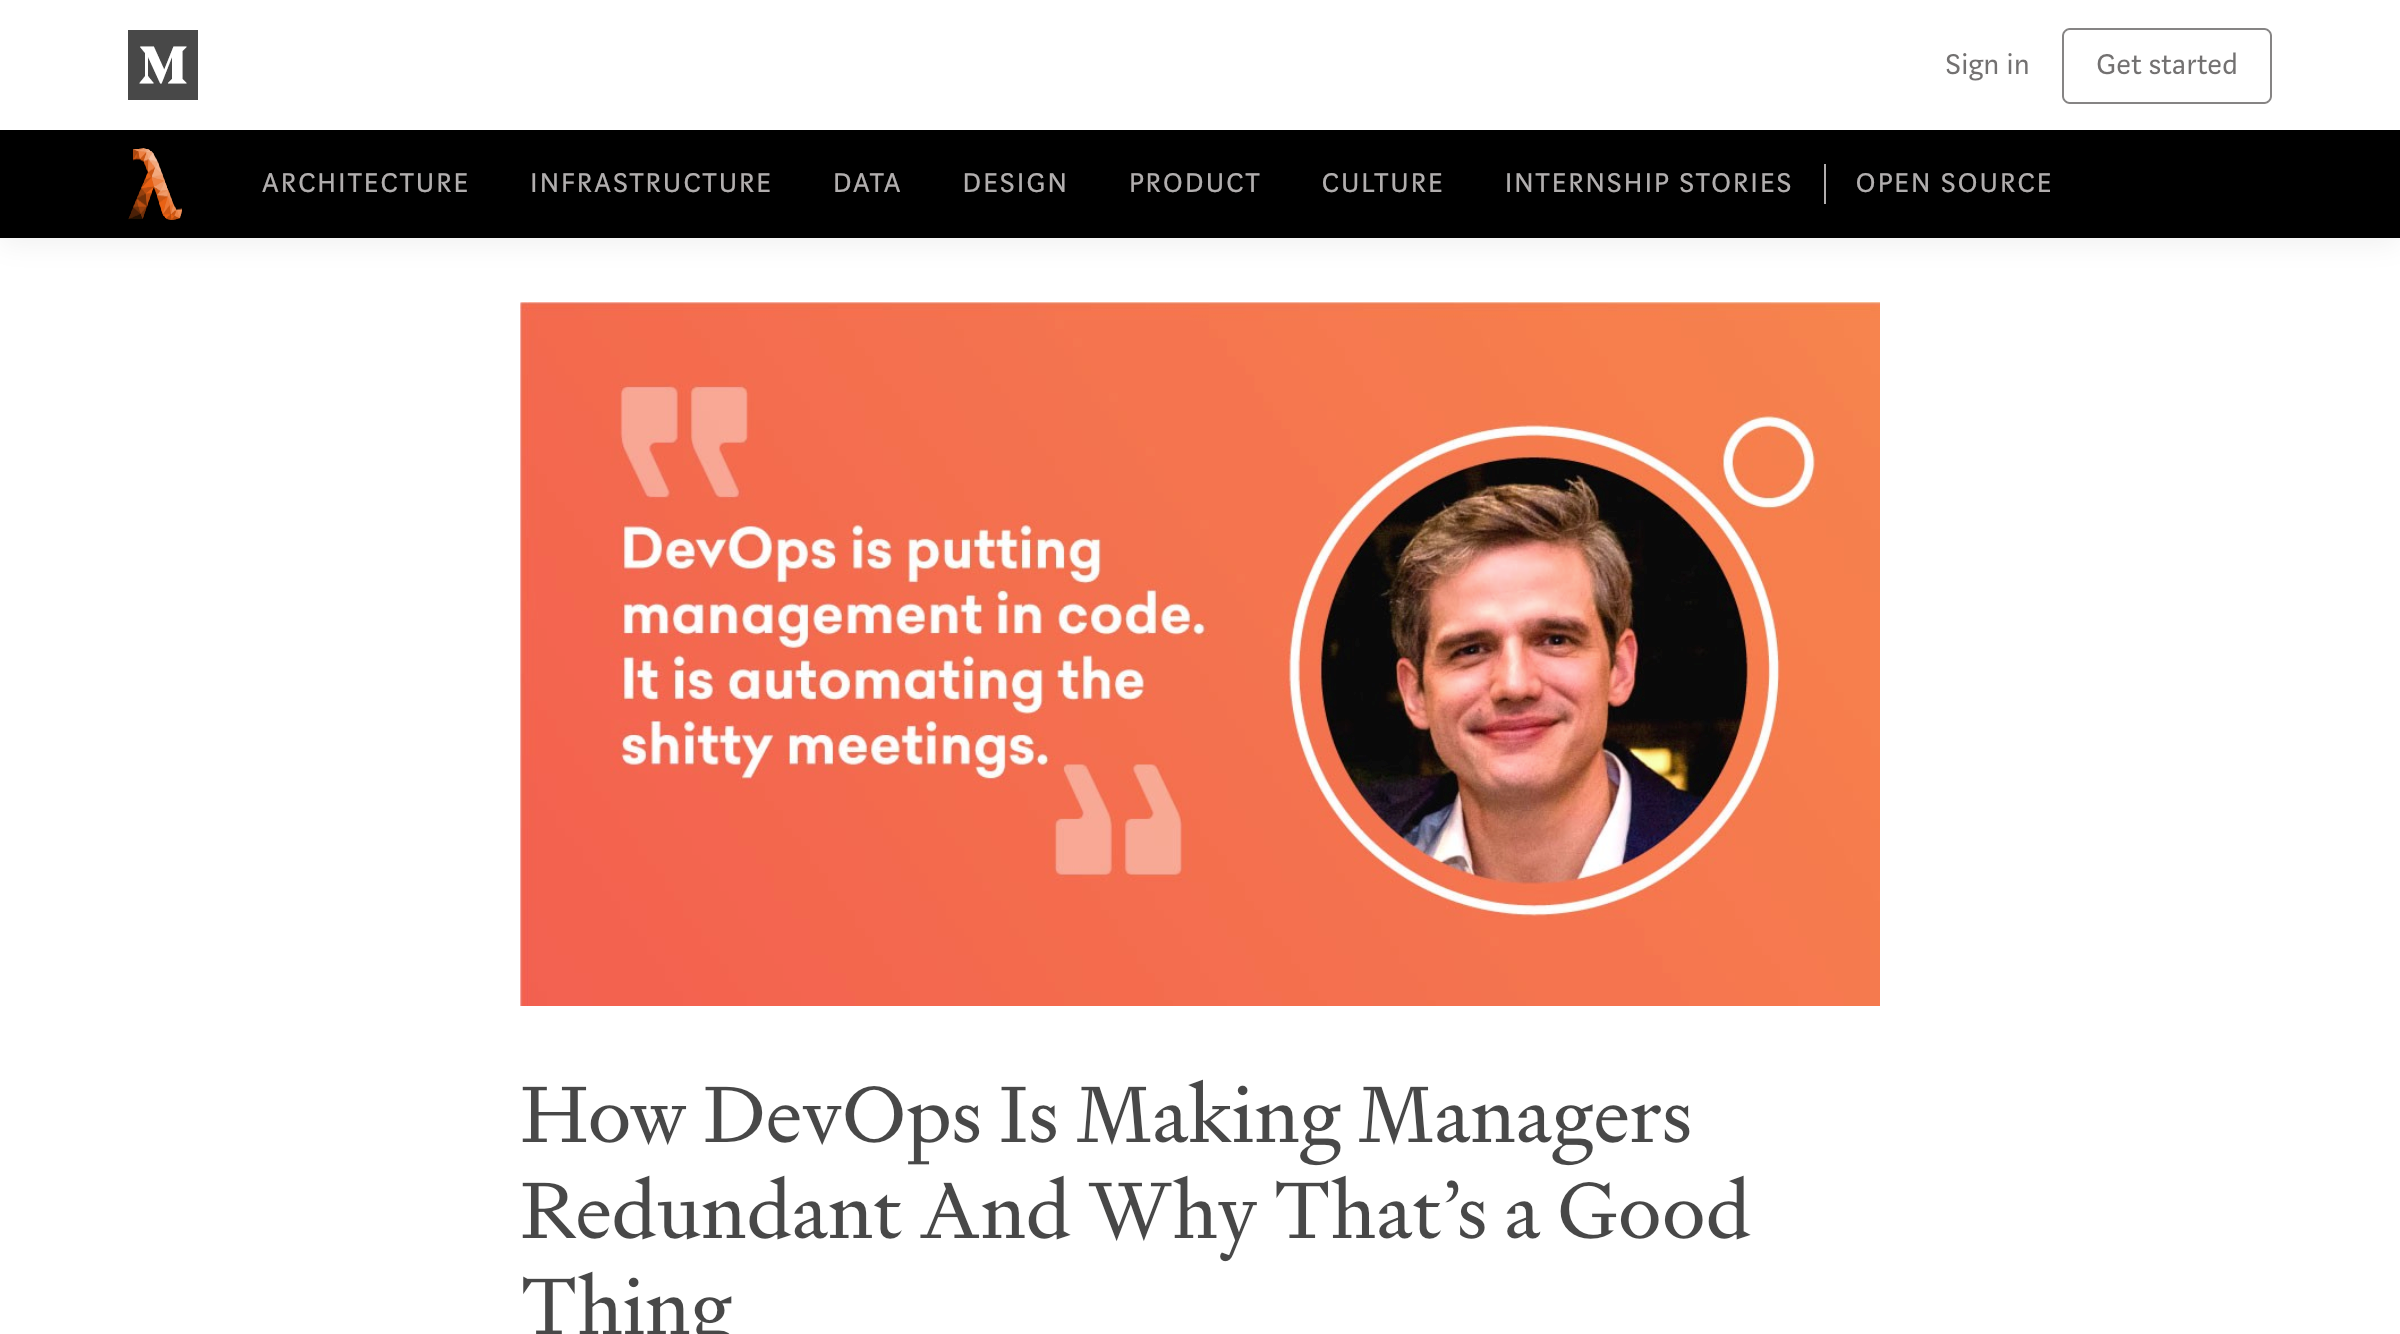 M
Sign in
Get started
λ
ARCHITECTURE
INFRASTRUCTURE
DATA
DESIGN
PRODUCT
CULTURE
INTERNSHIP STORIES
OPEN SOURCE
DevOps is putting
management in code.
It is automating the
shitty meetings.
How DevOps Is Making Managers
Redundant And Why That’s a Good
Thing